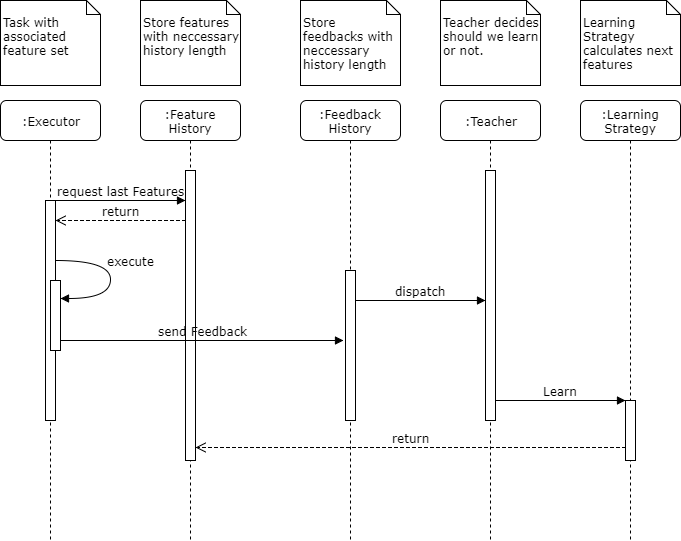 Task with
associated
feature set
Store features
with neccessary
history length
Store
feedbacks with
neccessary
history length
Teacher decides
should we learn
or not.
Learning
Strategy
calculates next
features
:Executor
:Feature
History
:Feedback
History
:Teacher
:Learning
Strategy
request last Features
return
execute
dispatch
send Feedback
Learn
return